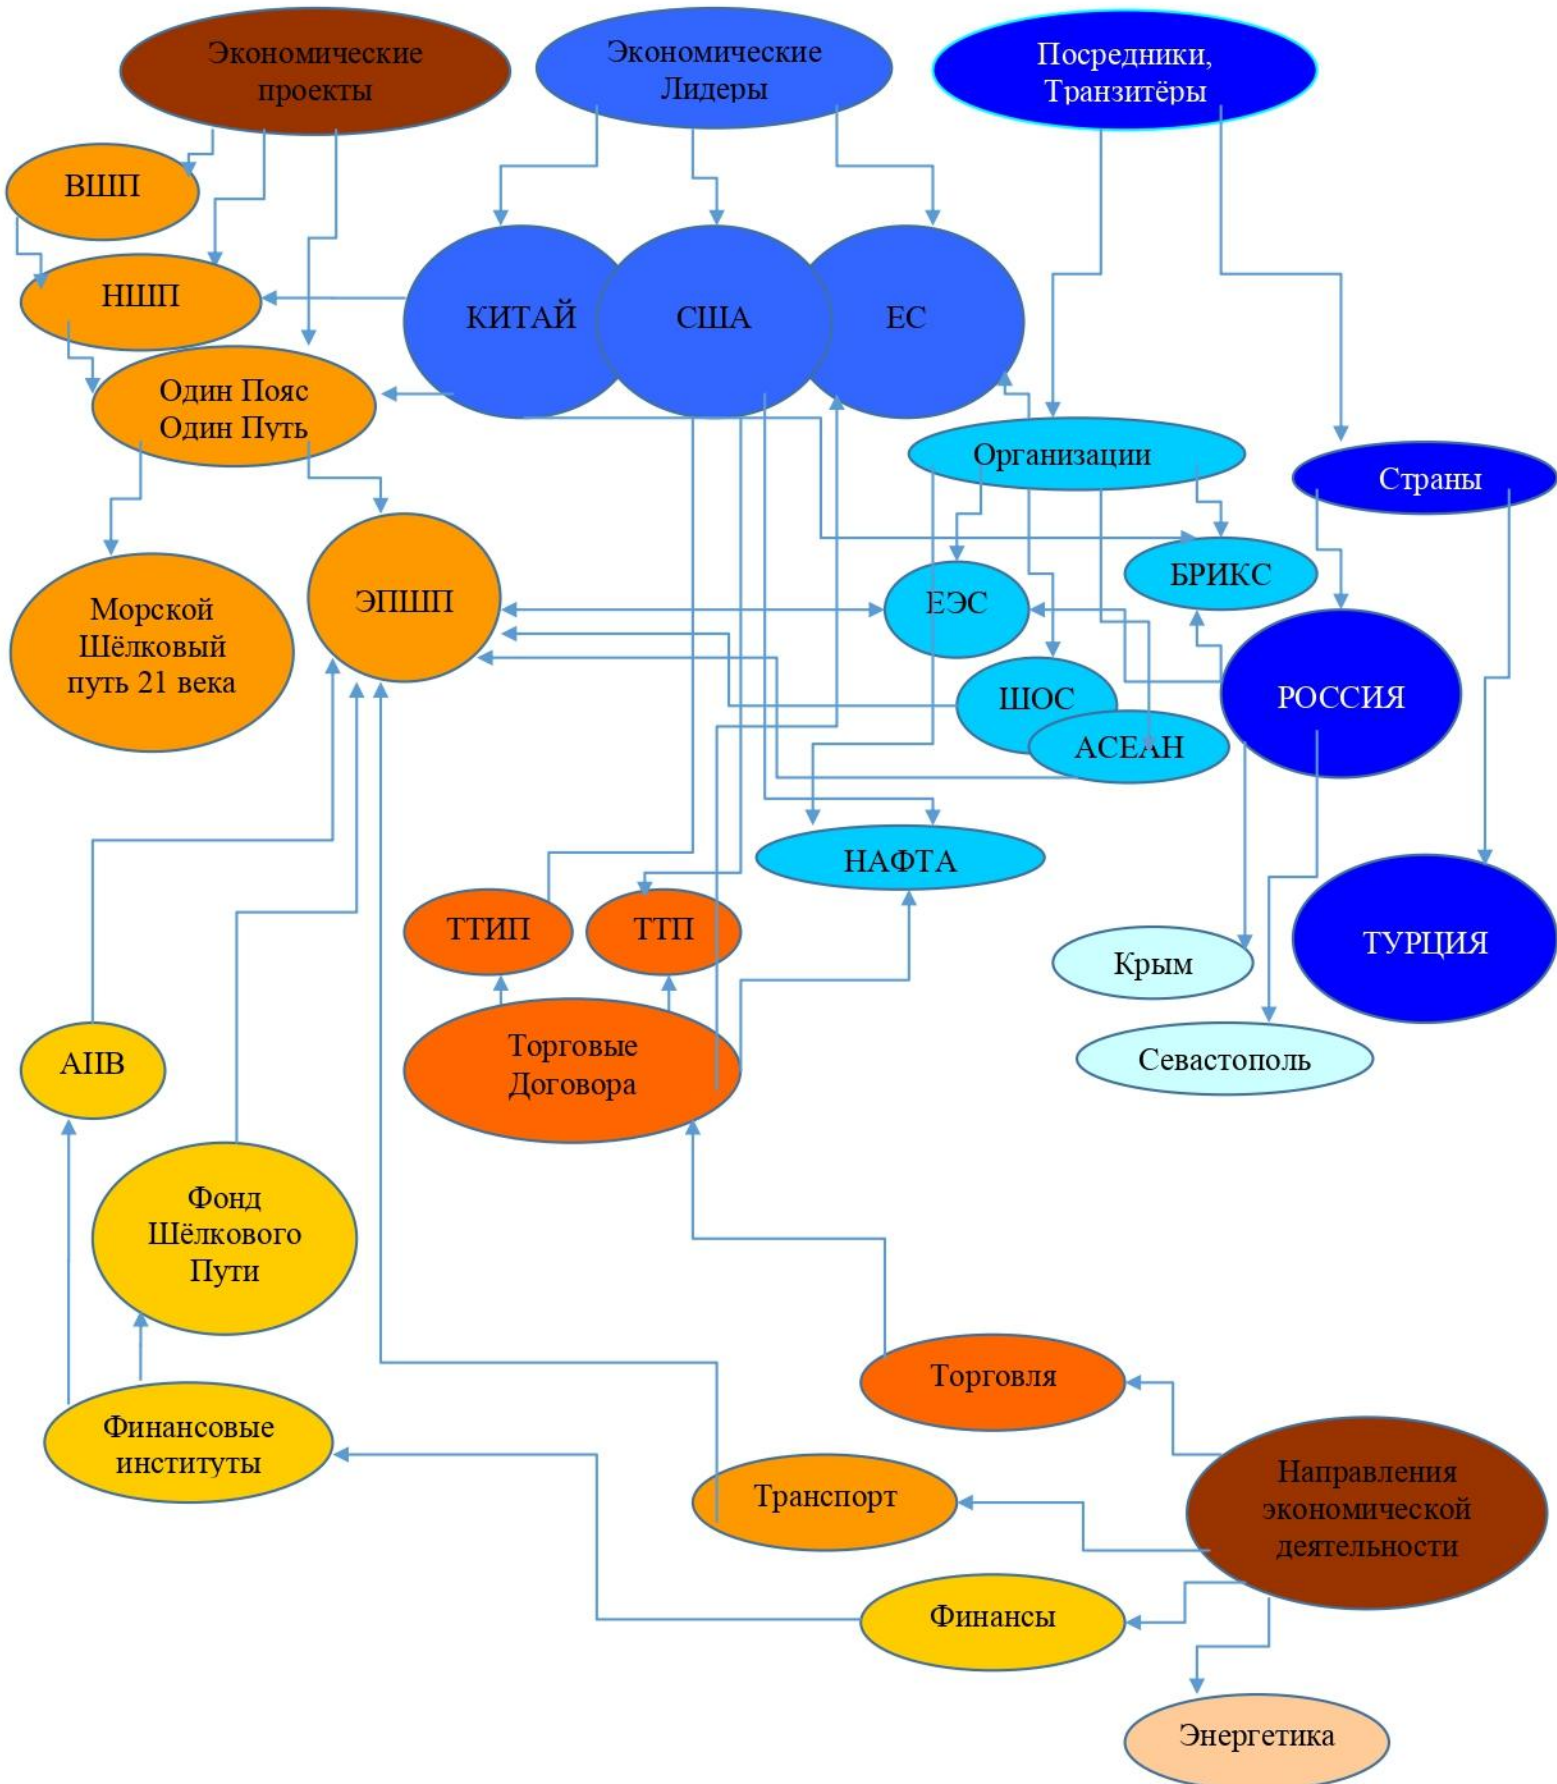 Экономические
проекты
Экономические
Лидеры
Посредники,
Транзитёры
ВШП
НШП
КИТАЙ
США
ЕС
Один Пояс
Один Путь
Организации
Страны
ЭПШП
ЕЭС
БРИКС
Морской
Шёлковый
путь 21 века
ШОС
РОССИЯ
АСЕАН
НАФТА
ТТИП
ТТП
Крым
ТУРЦИЯ
Торговые
Договора
Севастополь
АПВ
Фонд
Шёлкового
Пути
Торговля
Финансовые
институты
Транспорт
Направления
экономической
деятельности
Финансы
Энергетика